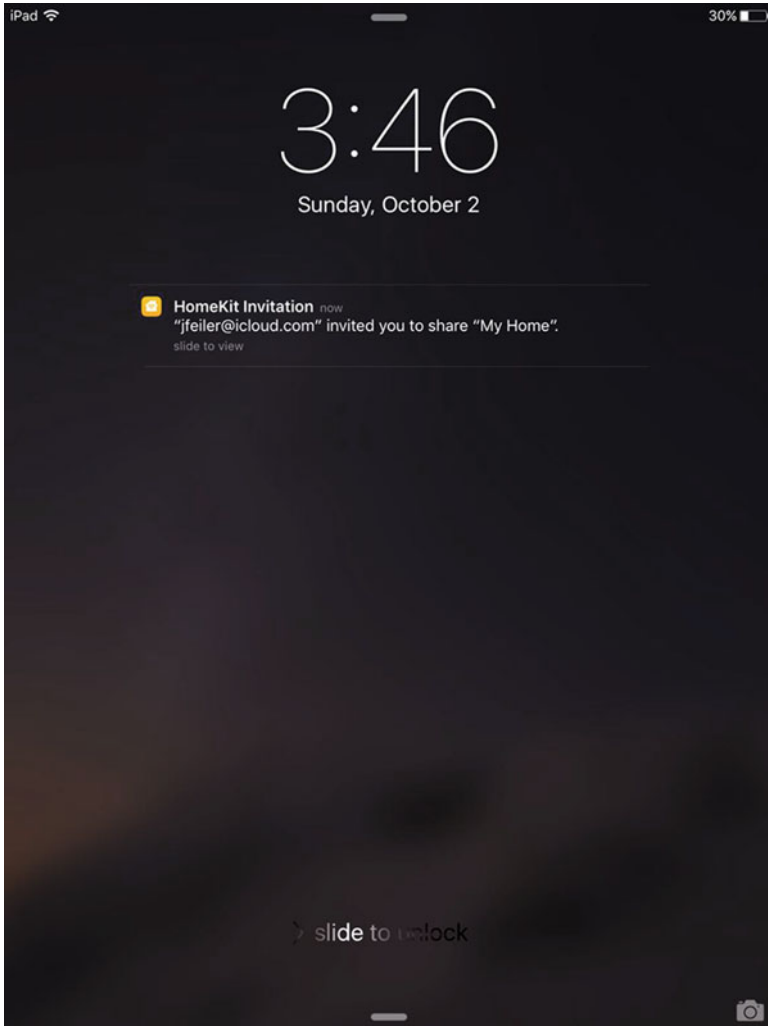 iPad 30%
3:46
Sunday, October 2
HomeKit Invitation now
“jfeiler@icloud.com” invited you to share “My Home”.
slide to view
> slide to unlock